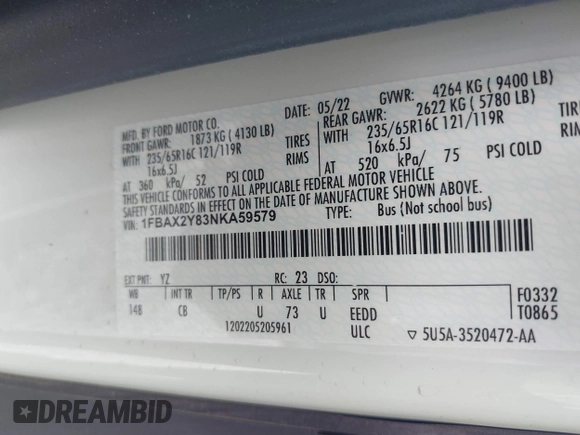 MFD. BY FORD MOTOR CO.
DATE: 05/22 GVWR: 4264 KG ( 9400 LB)
FRONT GAWR: 1873 KG ( 4130 LB)
REAR GAWR: 2622 KG ( 5780 LB)
WITH 235/65R16C 121/119R TIRES
WITH 235/65R16C 121/119R TIRES
16x6.5J RIMS
16x6.5J RIMS
AT 360 kPa/ 52 PSI COLD
AT 520 kPa/ 75 PSI COLD
THIS VEHICLE CONFORMS TO ALL APPLICABLE FEDERAL MOTOR VEHICLE
SAFETY STANDARDS IN EFFECT ON THE DATE OF MANUFACTURE SHOWN ABOVE.
VIN: 1FBAX2Y83NKA59579
TYPE: Bus (Not school bus)
EXT PNT: YZ RC: 23 DSO:
WB INT TR TP/PS R AXLE TR SPR
148 CB U 73 U EEDD
1202205205961 ULC
F0332
T0865
▽ 5U5A-3520472-AA
DREAMBID